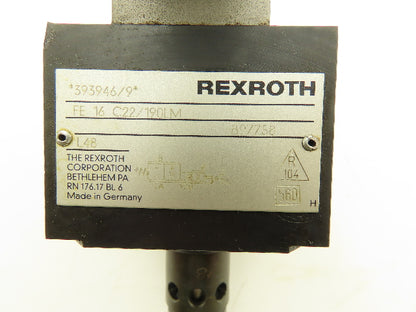 *393946/9*
REXROTH
FE 16 C22/190LM
L48
THE REXROTH
CORPORATION
BETHLEHEM PA
RN 176.17 BL 6
Made in Germany
R
104
H